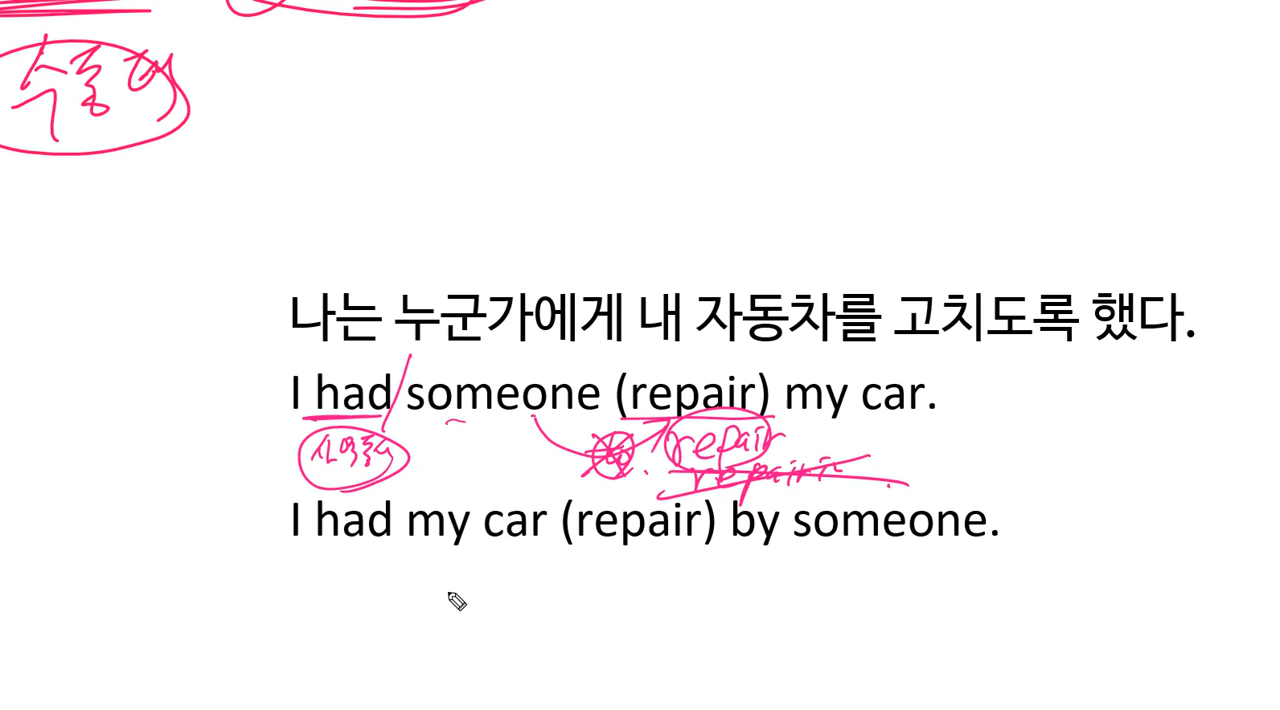 수동형
나는 누군가에게 내 자동차를 고치도록 했다.
I had someone (repair) my car.
사역동사 repair
I had my car (repair) by someone.